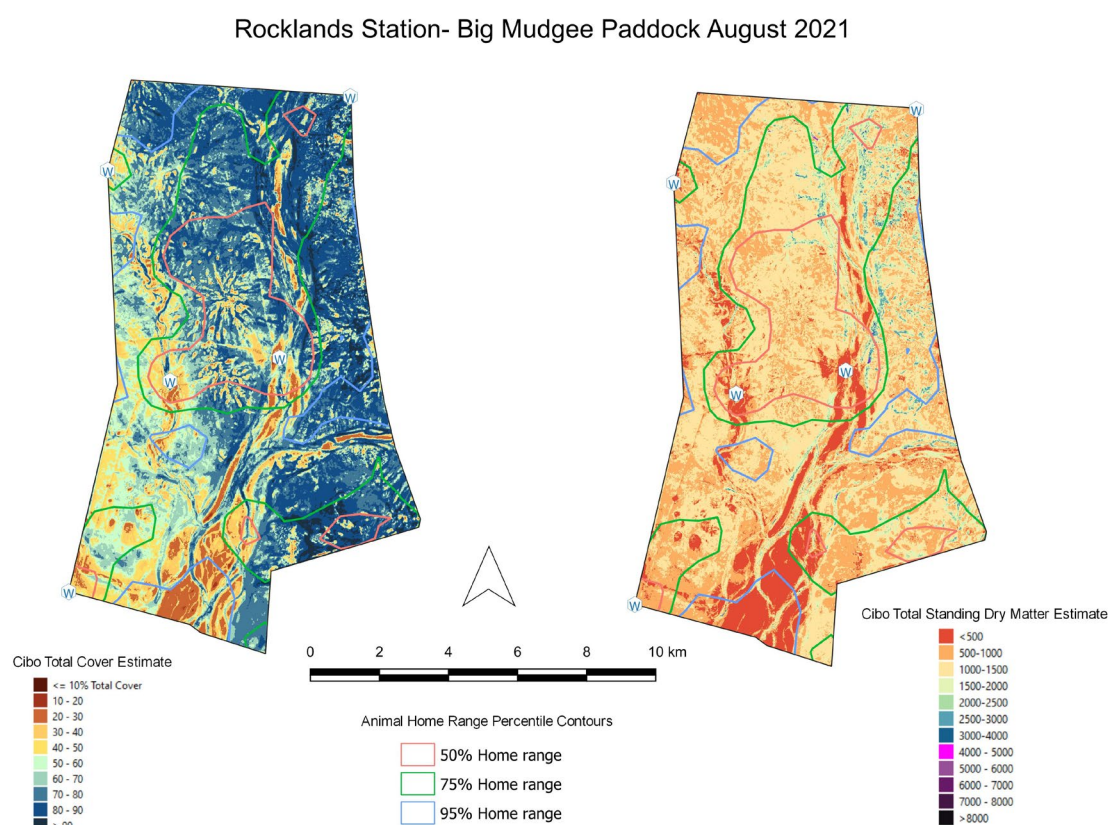 Rocklands Station- Big Mudgee Paddock August 2021
W
W
W
W
W
W
W
W
W
W
Cibo Total Cover Estimate
<= 10% Total Cover
10 - 20
20 - 30
30 - 40
40 - 50
50 - 60
60 - 70
70 - 80
80 - 90
0 2 4 6 8 10 km
Animal Home Range Percentile Contours
50% Home range
75% Home range
95% Home range
Cibo Total Standing Dry Matter Estimate
<500
500-1000
1000-1500
1500-2000
2000-2500
2500-3000
3000-4000
4000 - 5000
5000 - 6000
6000 - 7000
7000 - 8000
>8000